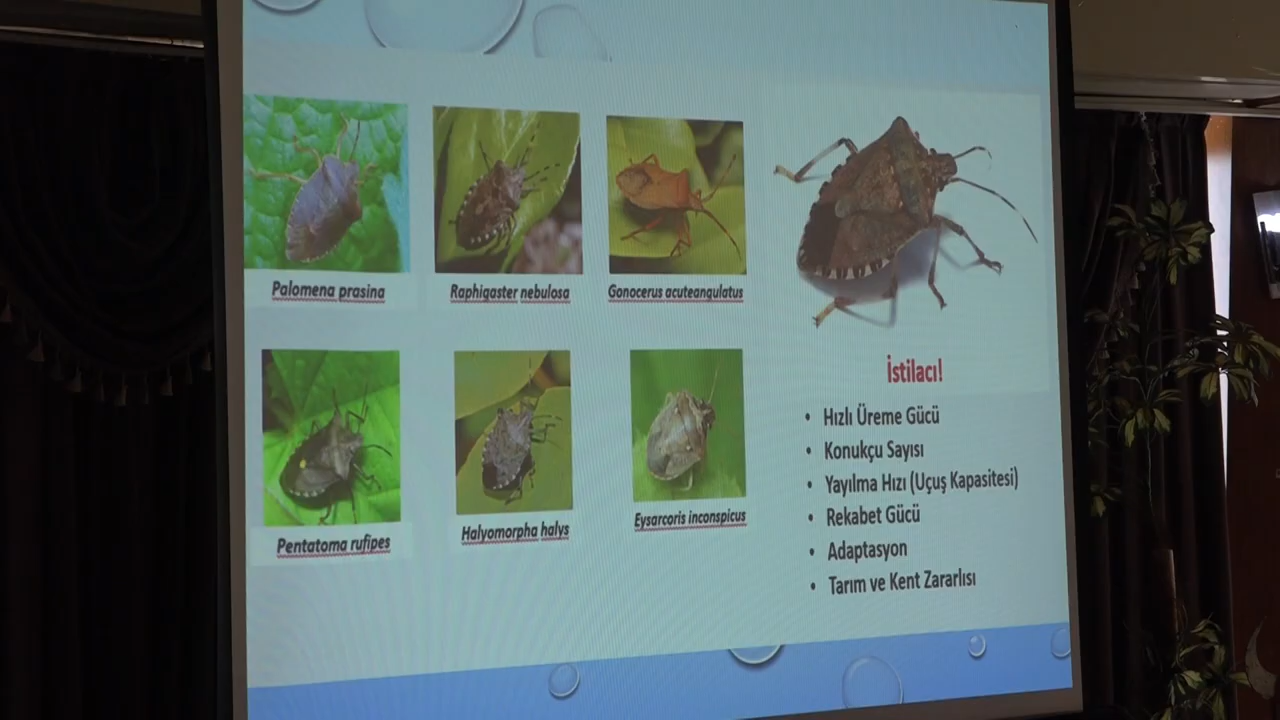 Palomena prasina
Raphigaster nebulosa
Gonocerus acuteangulatus
Pentatoma rufipes
Halyomorpha halys
Eysarcoris inconspicus
İstilacı!
• Hızlı Üreme Gücü
• Konukçu Sayısı
• Yayılma Hızı (Uçuş Kapasitesi)
• Rekabet Gücü
• Adaptasyon
• Tarım ve Kent Zararlısı